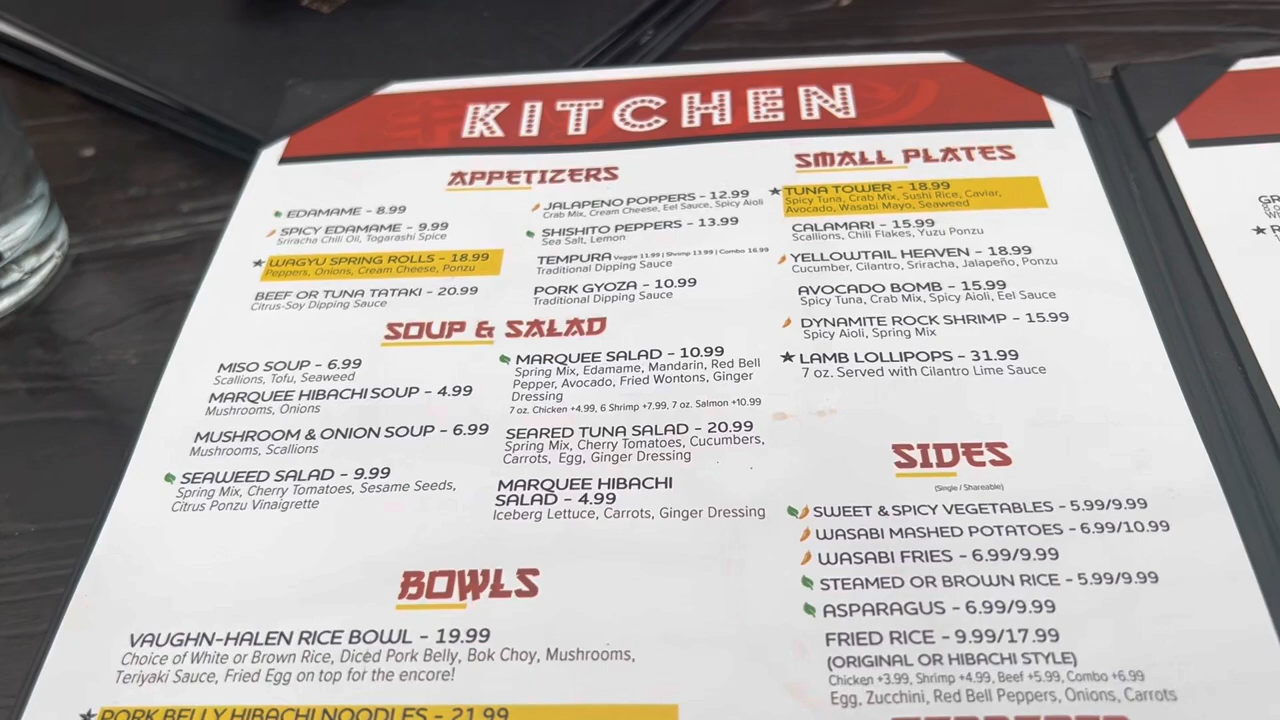 KITCHEN
APPETIZERS
EDAMAME - 8.99
SPICY EDAMAME - 9.99
Sriracha Chili Oil, Togarashi Spice
WAGYU SPRING ROLLS - 18.99
Peppers, Onions, Cream Cheese, Ponzu
BEEF OR TUNA TATAKI - 20.99
Citrus-Soy Dipping Sauce
JALAPENO POPPERS - 12.99
Crab Mix, Cream Cheese, Eel Sauce, Spicy Aioli
SHISHITO PEPPERS - 13.99
Sea Salt, Lemon
TEMPURA Veggie 11.99 | Shrimp 13.99 | Combo 16.99
Traditional Dipping Sauce
PORK GYOZA - 10.99
Traditional Dipping Sauce
SOUP & SALAD
MISO SOUP - 6.99
Scallions, Tofu, Seaweed
MARQUEE HIBACHI SOUP - 4.99
Mushrooms, Onions
MUSHROOM & ONION SOUP - 6.99
Mushrooms, Scallions
SEAWEED SALAD - 9.99
Spring Mix, Cherry Tomatoes, Sesame Seeds,
Citrus Ponzu Vinaigrette
MARQUEE SALAD - 10.99
Spring Mix, Edamame, Mandarin, Red Bell
Pepper, Avocado, Fried Wontons, Ginger
Dressing
7 oz. Chicken +4.99, 6 Shrimp +7.99, 7 oz. Salmon +10.99
SEARED TUNA SALAD - 20.99
Spring Mix, Cherry Tomatoes, Cucumbers,
Carrots, Egg, Ginger Dressing
MARQUEE HIBACHI
SALAD - 4.99
Iceberg Lettuce, Carrots, Ginger Dressing
BOWLS
VAUGHN-HALEN RICE BOWL - 19.99
Choice of White or Brown Rice, Diced Pork Belly, Bok Choy, Mushrooms,
Teriyaki Sauce, Fried Egg on top for the encore!
PORK BELLY HIBACHI NOODLES - 21.99
SMALL PLATES
TUNA TOWER - 18.99
Spicy Tuna, Crab Mix, Sushi Rice, Caviar,
Avocado, Wasabi Mayo, Seaweed
CALAMARI - 15.99
Scallions, Chili Flakes, Yuzu Ponzu
YELLOWTAIL HEAVEN - 18.99
Cucumber, Cilantro, Sriracha, Jalapeño, Ponzu
AVOCADO BOMB - 15.99
Spicy Tuna, Crab Mix, Spicy Aioli, Eel Sauce
DYNAMITE ROCK SHRIMP - 15.99
Spicy Aioli, Spring Mix
LAMB LOLLIPOPS - 31.99
7 oz. Served with Cilantro Lime Sauce
SIDES
(Single / Shareable)
SWEET & SPICY VEGETABLES - 5.99/9.99
WASABI MASHED POTATOES - 6.99/10.99
WASABI FRIES - 6.99/9.99
STEAMED OR BROWN RICE - 5.99/9.99
ASPARAGUS - 6.99/9.99
FRIED RICE - 9.99/17.99
(ORIGINAL OR HIBACHI STYLE)
Chicken +3.99, Shrimp +4.99, Beef +5.99, Combo +6.99
Egg, Zucchini, Red Bell Peppers, Onions, Carrots